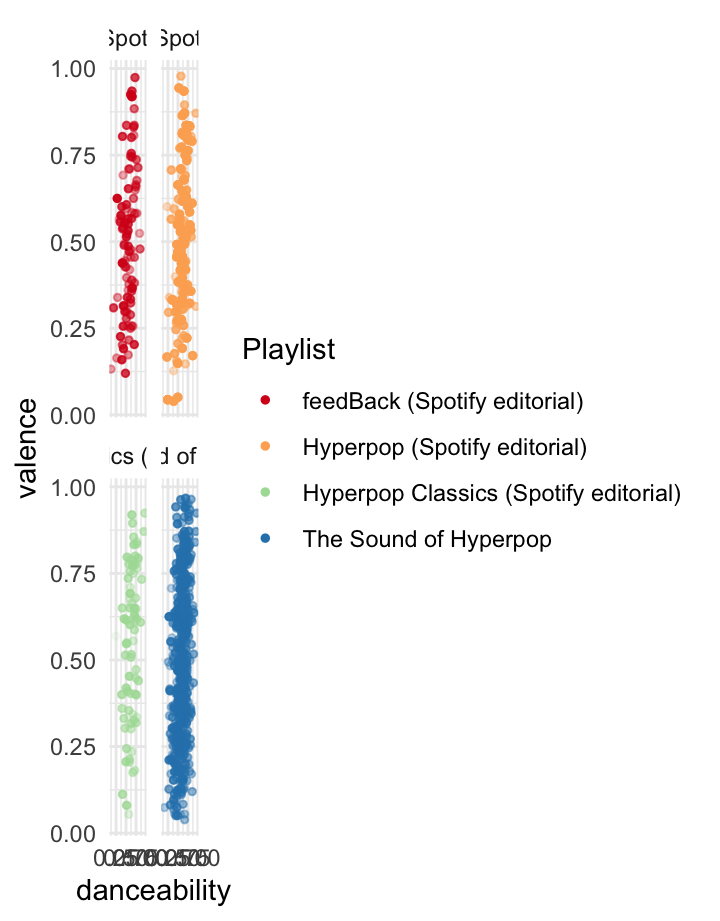 Spot Spot
1.00
0.75
valence
0.50
0.25
0.00
ics ( d of
1.00
0.75
0.50
0.25
0.00
danceability
Playlist
feedBack (Spotify editorial)
Hyperpop (Spotify editorial)
Hyperpop Classics (Spotify editorial)
The Sound of Hyperpop